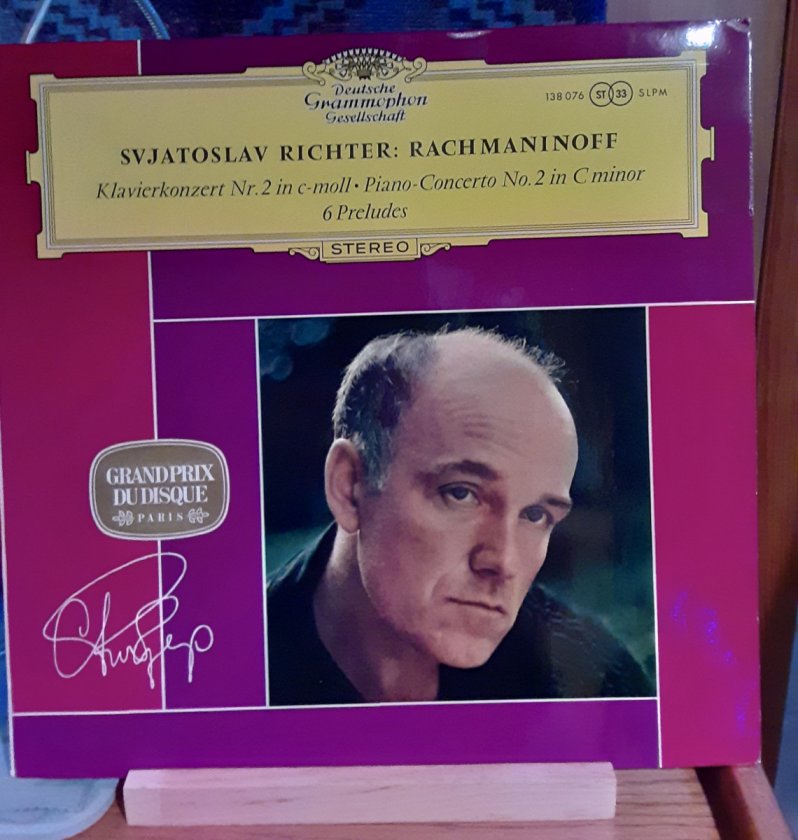 Deutsche
Grammophon
Gesellschaft
138 076 ST 33 SLPM
SVJATOSLAV RICHTER: RACHMANINOFF
Klavierkonzert Nr. 2 in c-moll · Piano-Concerto No. 2 in C minor
6 Preludes
STEREO
GRAND PRIX
DU DISQUE
PARIS